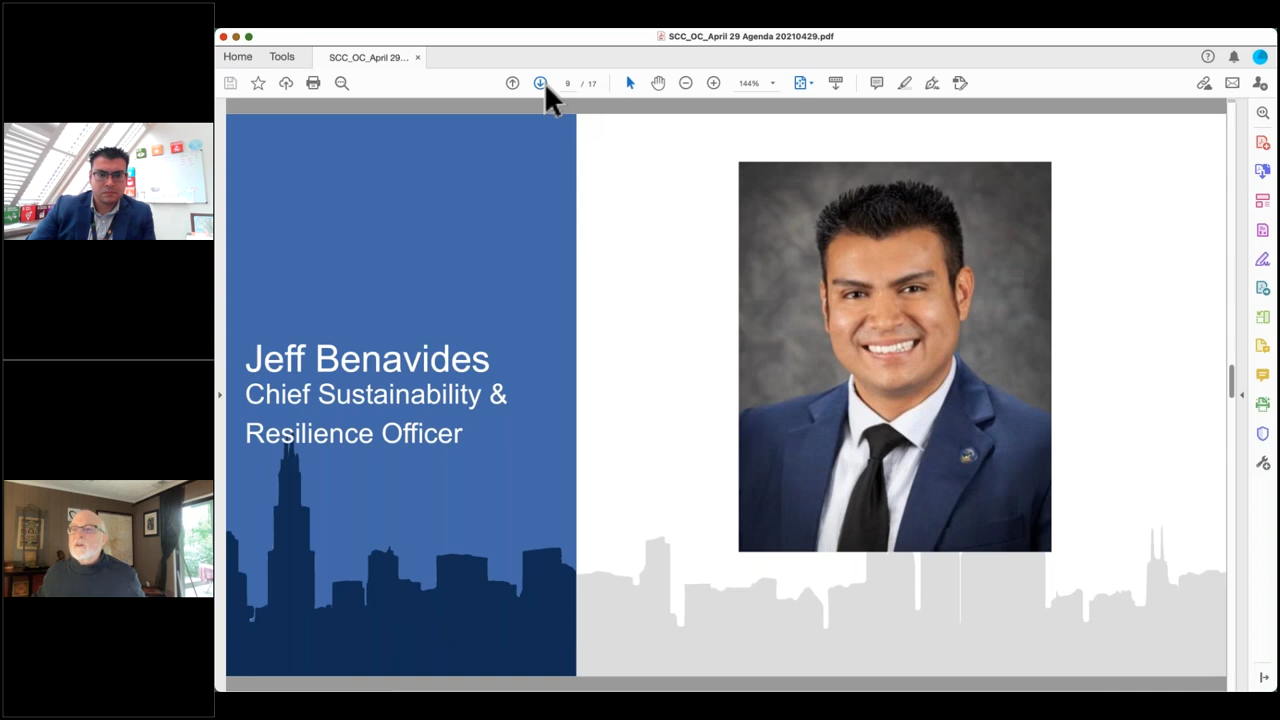 SCC_OC_April 29 Agenda 20210429.pdf
Home Tools SCC_OC_April 29... ×
9 / 17 144%
Jeff Benavides
Chief Sustainability &
Resilience Officer